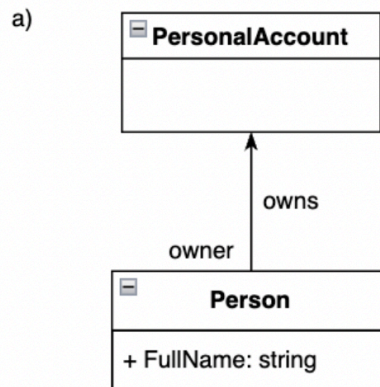 a)
PersonalAccount
owns
owner
Person
+ FullName: string